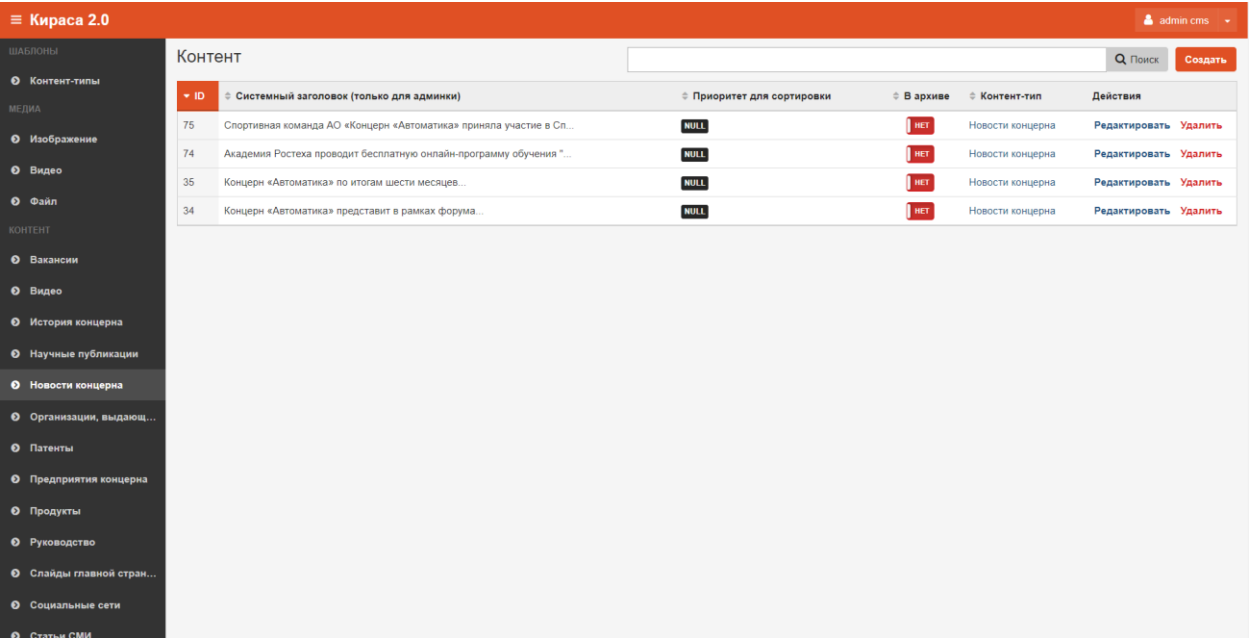 Кираса 2.0
admin cms
ШАБЛОНЫ
Контент-типы
МЕДИА
Изображение
Видео
Файл
КОНТЕНТ
Вакансии
Видео
История концерна
Научные публикации
Новости концерна
Организации, выдающ...
Патенты
Предприятия концерна
Продукты
Руководство
Слайды главной стран...
Социальные сети
Статьи СМИ
Контент
Поиск
Создать
ID Системный заголовок (только для админки) Приоритет для сортировки В архиве Контент-тип Действия
75 Спортивная команда АО «Концерн «Автоматика» приняла участие в Сп... NULL НЕТ Новости концерна Редактировать Удалить
74 Академия Ростеха проводит бесплатную онлайн-программу обучения "... NULL НЕТ Новости концерна Редактировать Удалить
35 Концерн «Автоматика» по итогам шести месяцев... NULL НЕТ Новости концерна Редактировать Удалить
34 Концерн «Автоматика» представит в рамках форума... NULL НЕТ Новости концерна Редактировать Удалить